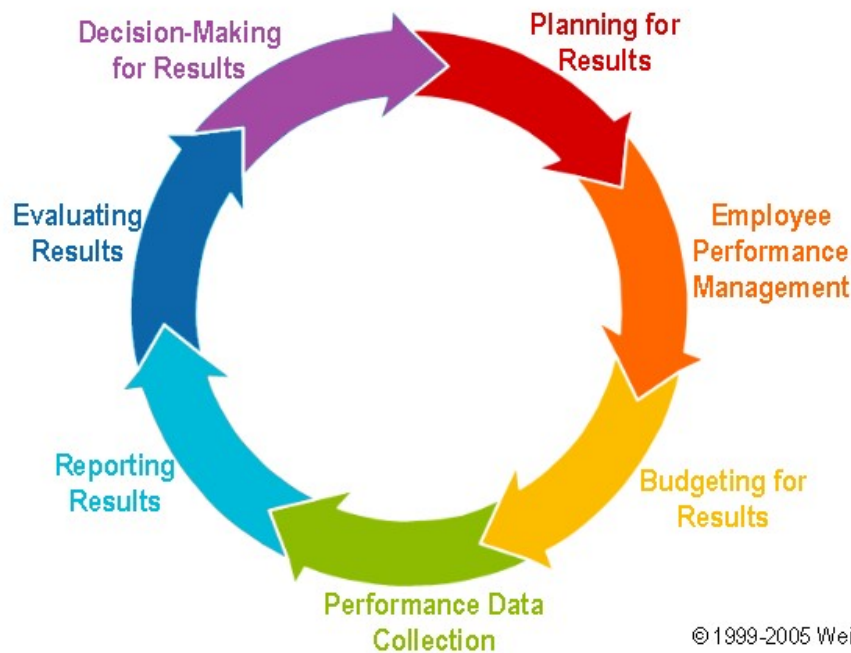 Decision-Making
for Results
Planning for
Results
Employee
Performance
Management
Budgeting for
Results
Performance Data
Collection
Reporting
Results
Evaluating
Results
©1999-2005 Wei